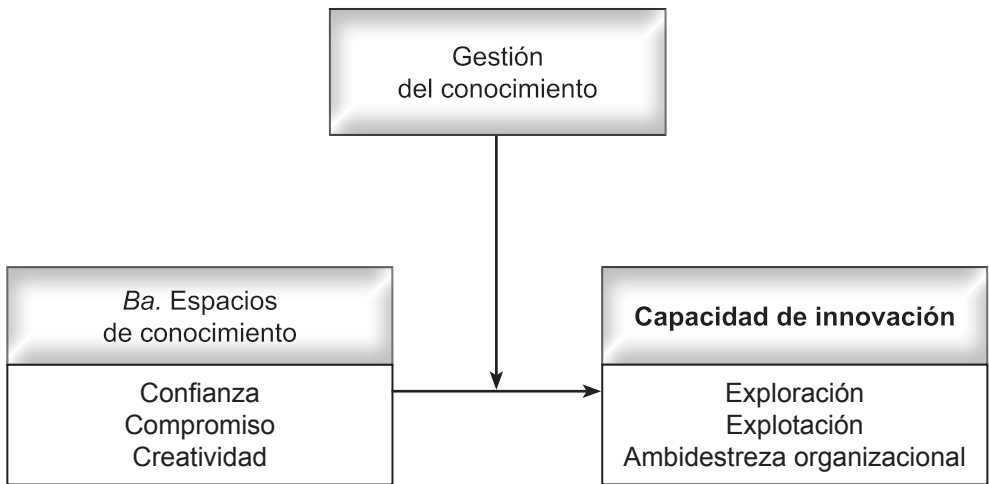 Gestión
del conocimiento
Ba. Espacios
de conocimiento
Confianza
Compromiso
Creatividad
Capacidad de innovación
Exploración
Explotación
Ambidestreza organizacional